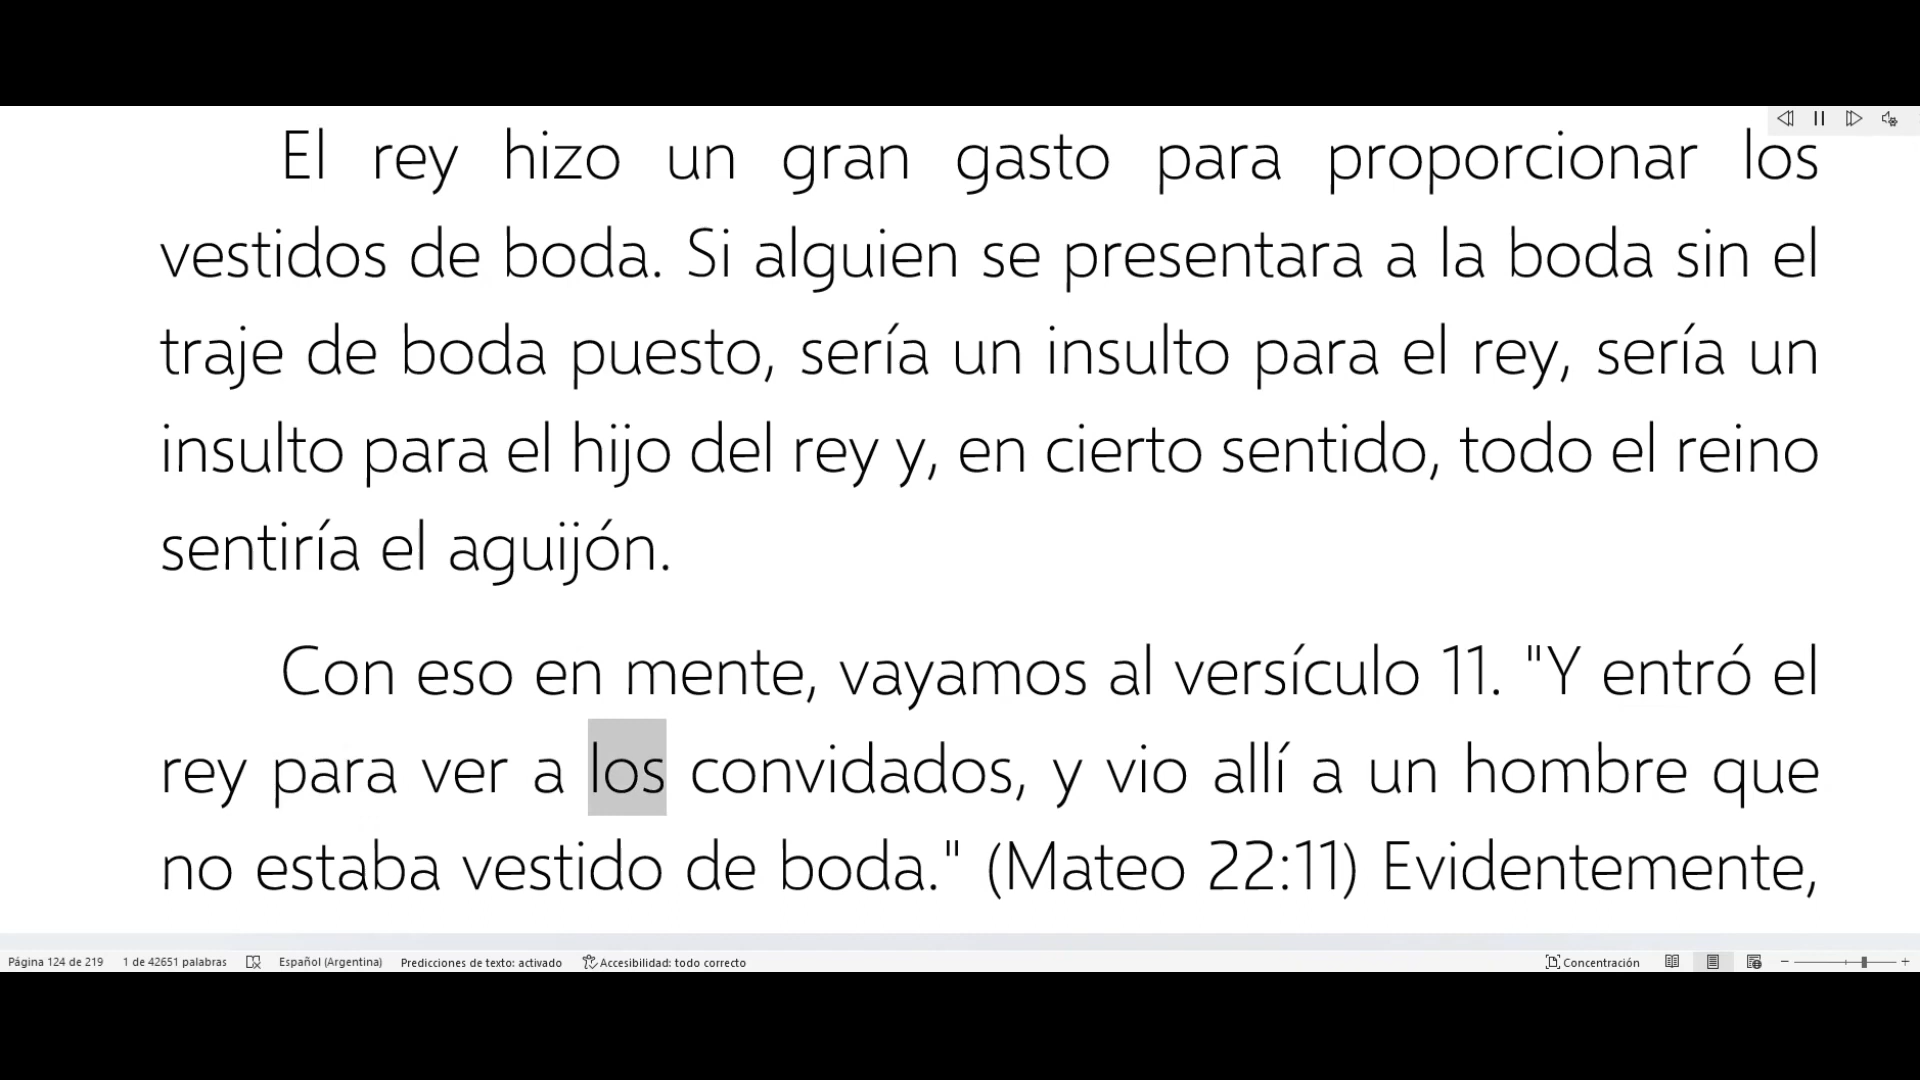 El rey hizo un gran gasto para proporcionar los
vestidos de boda. Si alguien se presentara a la boda sin el
traje de boda puesto, sería un insulto para el rey, sería un
insulto para el hijo del rey y, en cierto sentido, todo el reino
sentiría el aguijón.
Con eso en mente, vayamos al versículo 11. "Y entró el
rey para ver a los convidados, y vio allí a un hombre que
no estaba vestido de boda." (Mateo 22:11) Evidentemente,
Página 124 de 219 1 de 42651 palabras Español (Argentina) Predicciones de texto: activado Accesibilidad: todo correcto Concentración